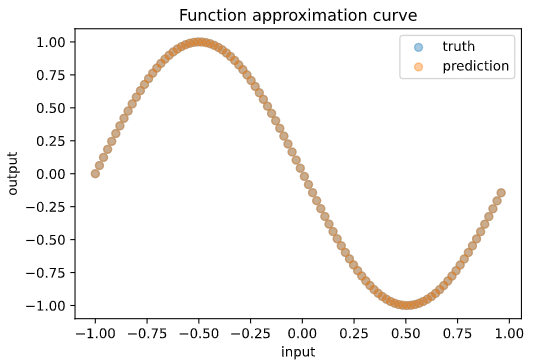 Function approximation curve
truth
prediction
1.00
0.75
0.50
0.25
0.00
−0.25
−0.50
−0.75
−1.00
output
−1.00 −0.75 −0.50 −0.25 0.00 0.25 0.50 0.75 1.00
input